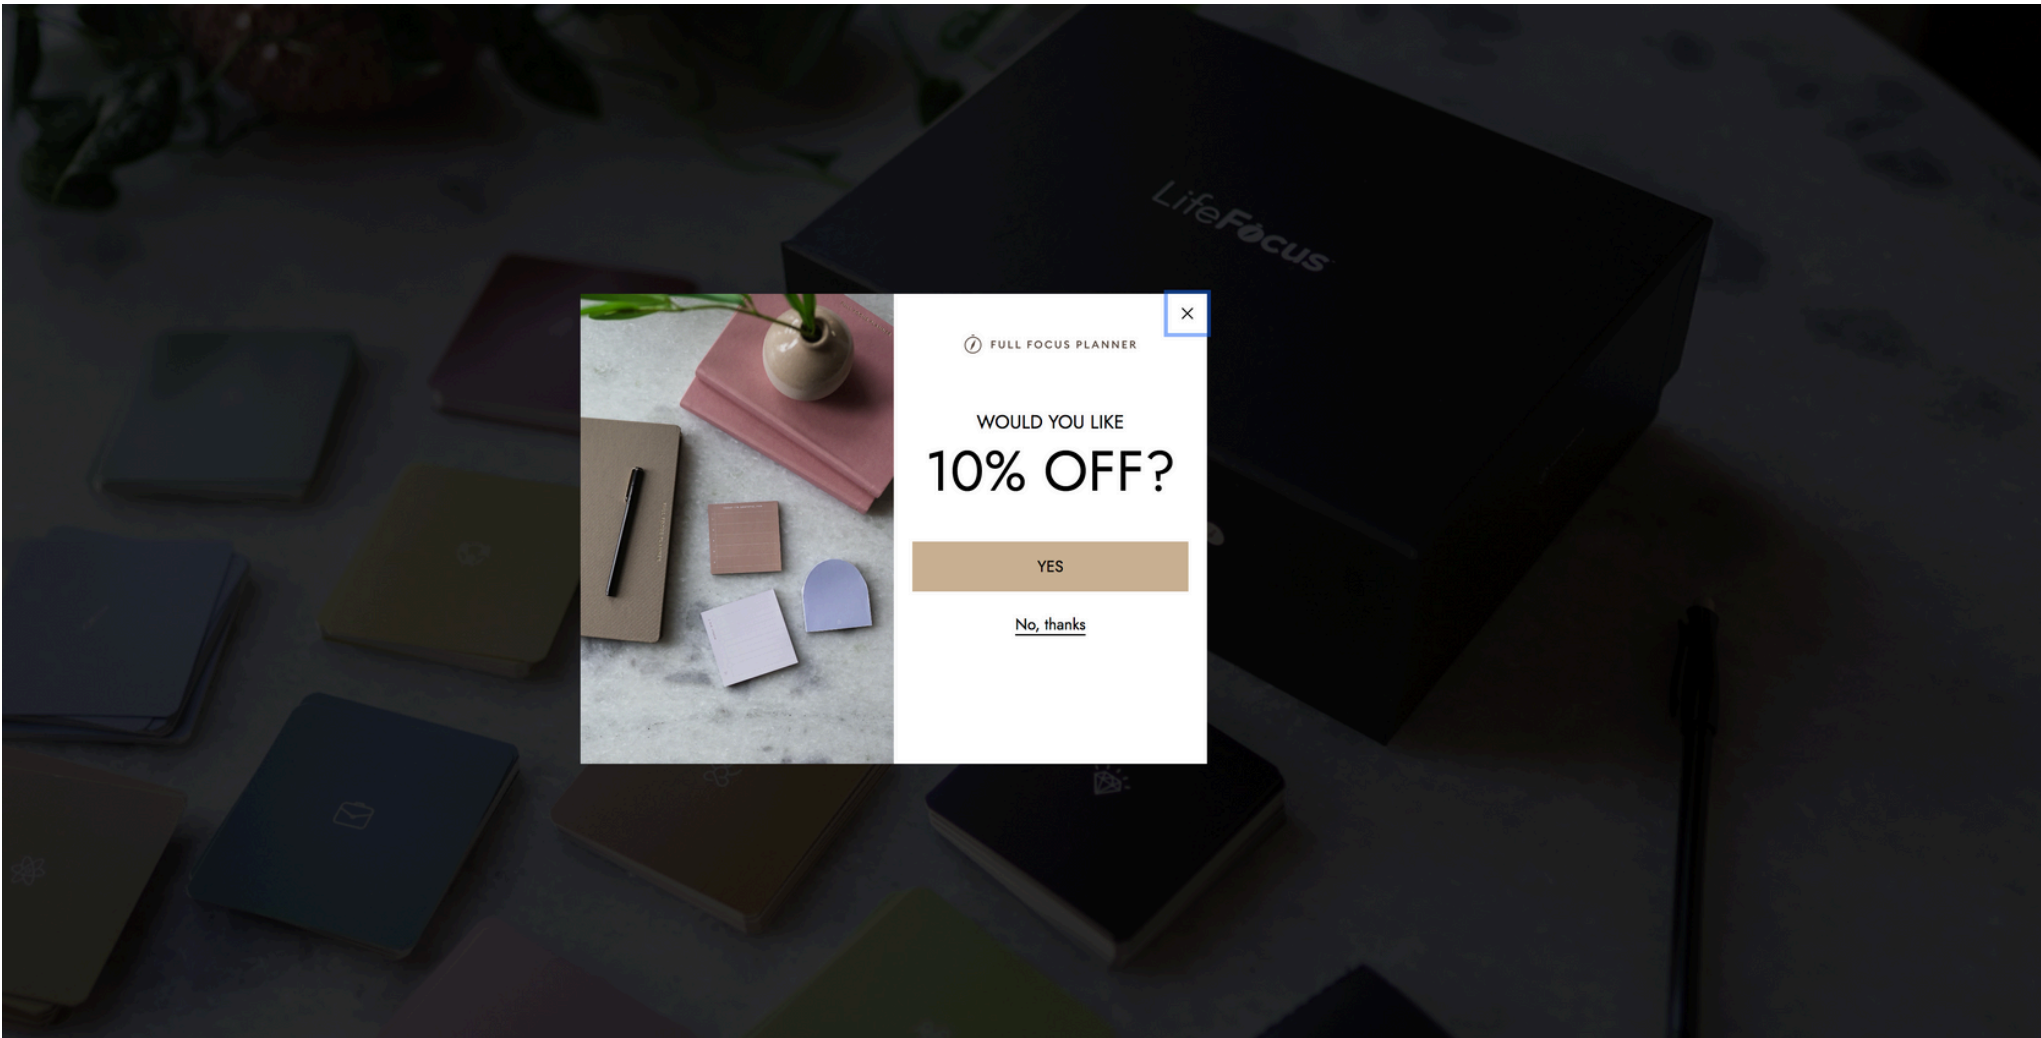 LifeFocus
FULL FOCUS PLANNER
WOULD YOU LIKE
10% OFF?
YES
No, thanks